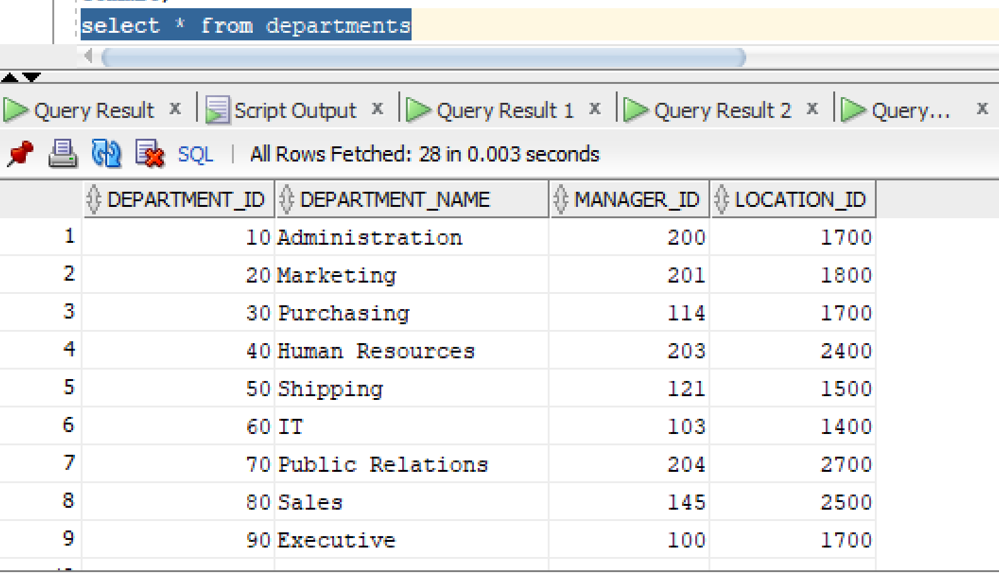 select * from departments
Query Result x Script Output x Query Result 1 x Query Result 2 x Query... x
SQL | All Rows Fetched: 28 in 0.003 seconds
DEPARTMENT_ID DEPARTMENT_NAME MANAGER_ID LOCATION_ID
1 10 Administration 200 1700
2 20 Marketing 201 1800
3 30 Purchasing 114 1700
4 40 Human Resources 203 2400
5 50 Shipping 121 1500
6 60 IT 103 1400
7 70 Public Relations 204 2700
8 80 Sales 145 2500
9 90 Executive 100 1700